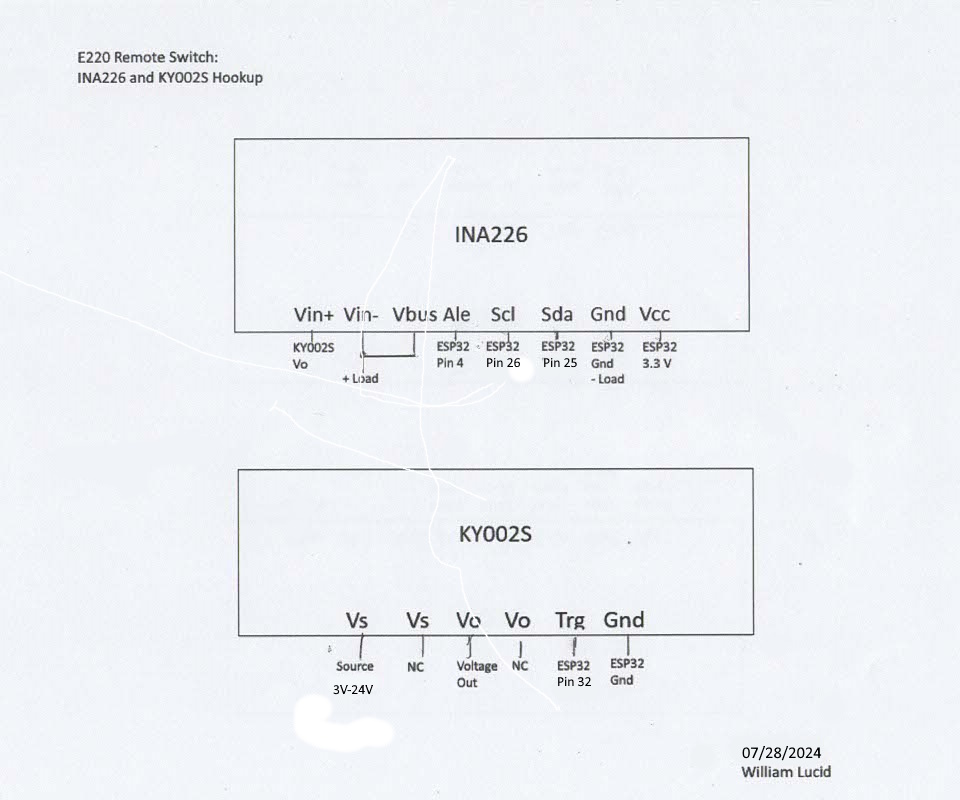 E220 Remote Switch:
INA226 and KY002S Hookup
INA226
Vin+ Vin- Vbus Ale Scl Sda Gnd Vcc
KY002S ESP32 ESP32 ESP32 ESP32 ESP32
Vo Pin 4 Pin 26 Pin 25 Gnd 3.3 V
+ Load - Load
KY002S
Vs Vs Vo Vo Trg Gnd
Source NC Voltage NC ESP32 ESP32
3V-24V Out Pin 32 Gnd
07/28/2024
William Lucid